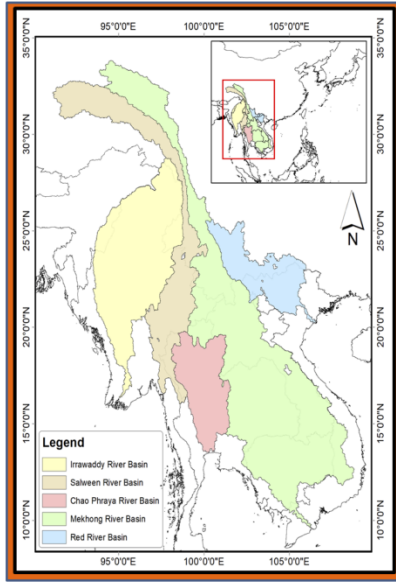 95°0'0"E 100°0'0"E 105°0'0"E
35°0'0"N
35°0'0"N
30°0'0"N
30°0'0"N
25°0'0"N
25°0'0"N
N
20°0'0"N
20°0'0"N
15°0'0"N
15°0'0"N
10°0'0"N
10°0'0"N
Legend
Irrawaddy River Basin
Salween River Basin
Chao Phraya River Basin
Mekhong River Basin
Red River Basin
95°0'0"E 100°0'0"E 105°0'0"E